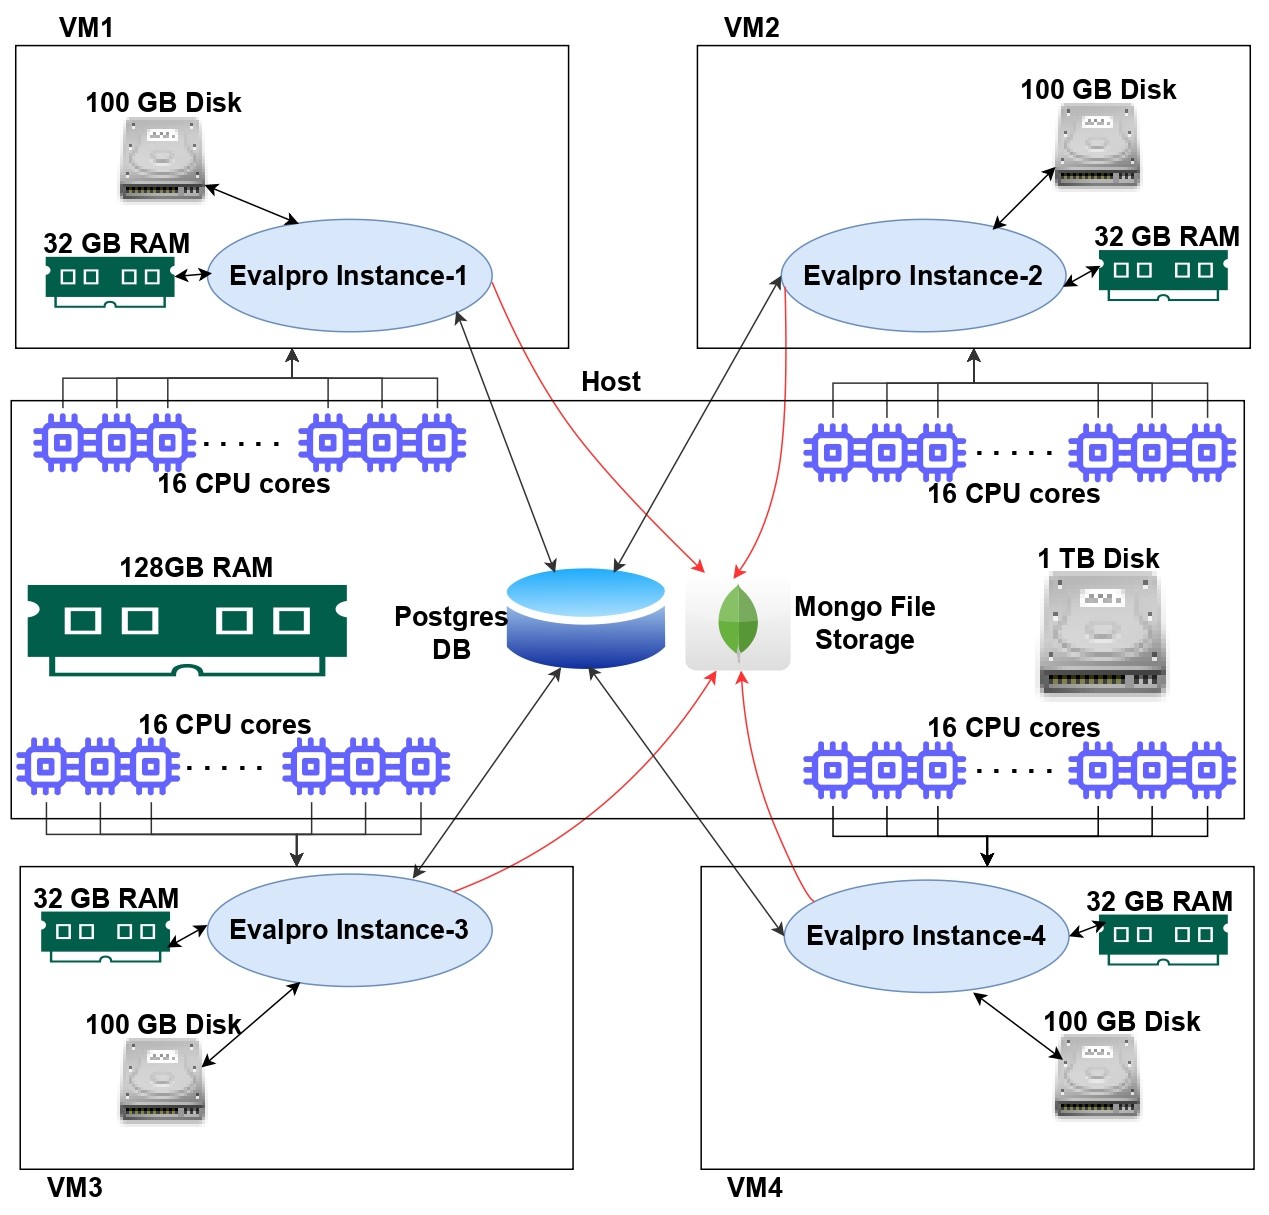 VM1
VM2
100 GB Disk
100 GB Disk
32 GB RAM
32 GB RAM
Evalpro Instance-1
Evalpro Instance-2
Host
16 CPU cores
16 CPU cores
128GB RAM
1 TB Disk
Postgres
DB
Mongo File
Storage
16 CPU cores
16 CPU cores
32 GB RAM
32 GB RAM
Evalpro Instance-3
Evalpro Instance-4
100 GB Disk
100 GB Disk
VM3
VM4